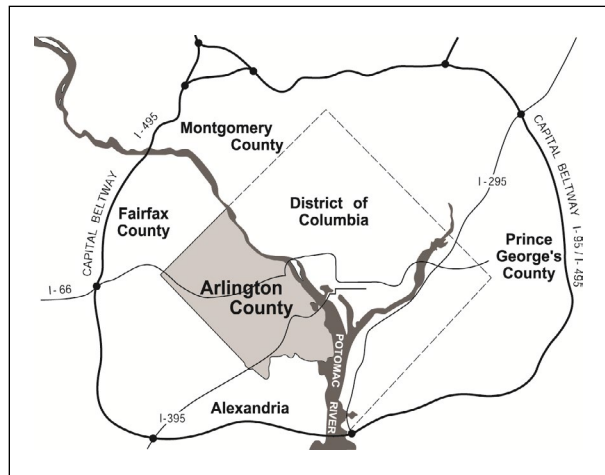 I-495
Montgomery
County
CAPITAL BELTWAY
I-295
CAPITAL BELTWAY I-95 / I-495
Fairfax
County
District of
Columbia
Prince
George's
County
I-66
Arlington
County
POTOMAC
RIVER
Alexandria
I-395